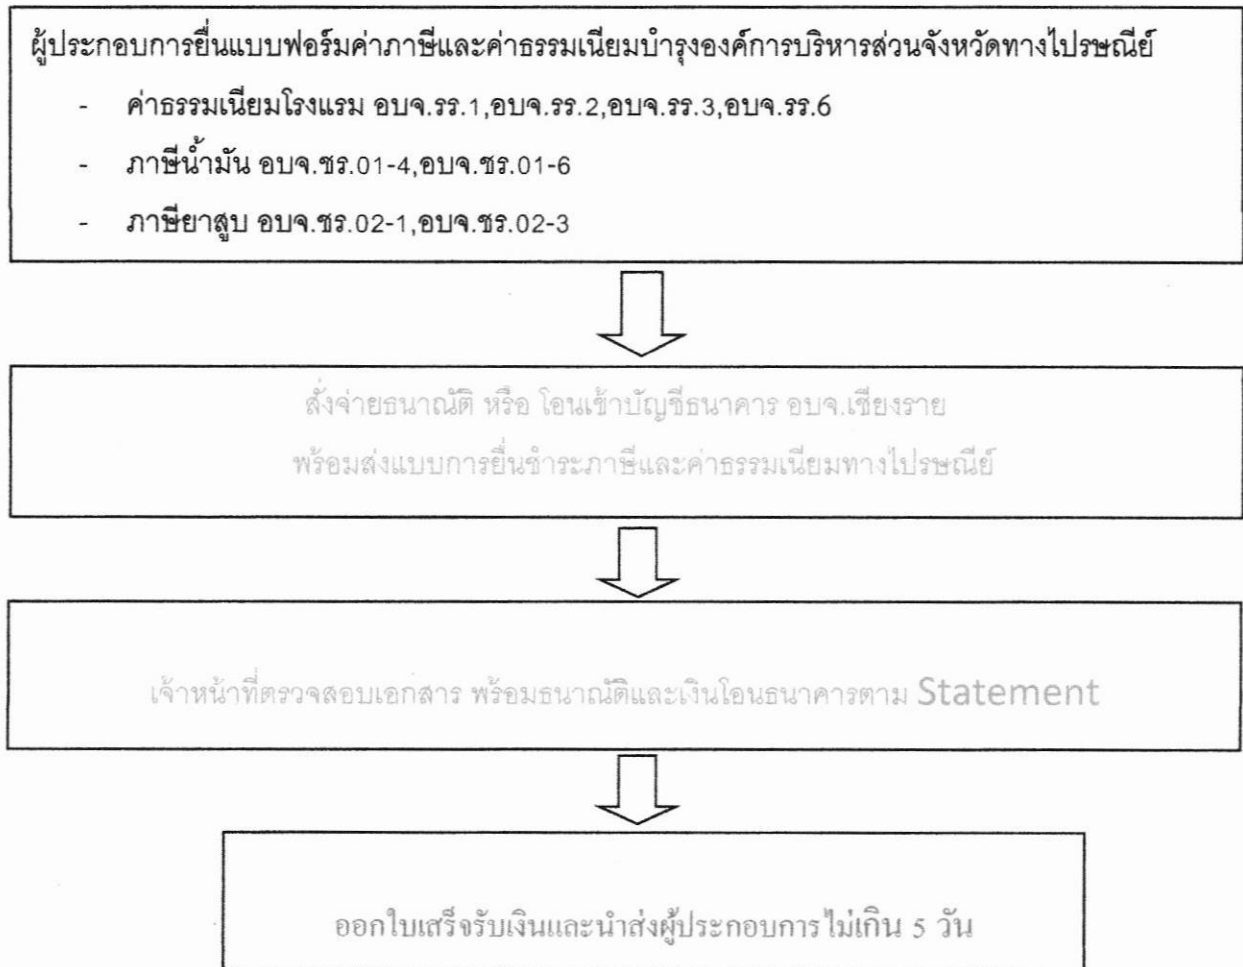 ผู้ประกอบการยื่นแบบฟอร์มค่าภาษีและค่าธรรมเนียมบำรุงองค์การบริหารส่วนจังหวัดทางไปรษณีย์
- ค่าธรรมเนียมโรงแรม อบจ.รร.1,อบจ.รร.2,อบจ.รร.3,อบจ.รร.6
- ภาษีน้ำมัน อบจ.ชร.01-4,อบจ.ชร.01-6
- ภาษียาสูบ อบจ.ชร.02-1,อบจ.ชร.02-3
สั่งจ่ายธนาณัติ หรือ โอนเข้าบัญชีธนาคาร อบจ.เชียงราย
พร้อมส่งแบบการยื่นชำระภาษีและค่าธรรมเนียมทางไปรษณีย์
เจ้าหน้าที่ตรวจสอบเอกสาร พร้อมธนาณัติและเงินโอนธนาคารตาม Statement
ออกใบเสร็จรับเงินและนำส่งผู้ประกอบการไม่เกิน 5 วัน